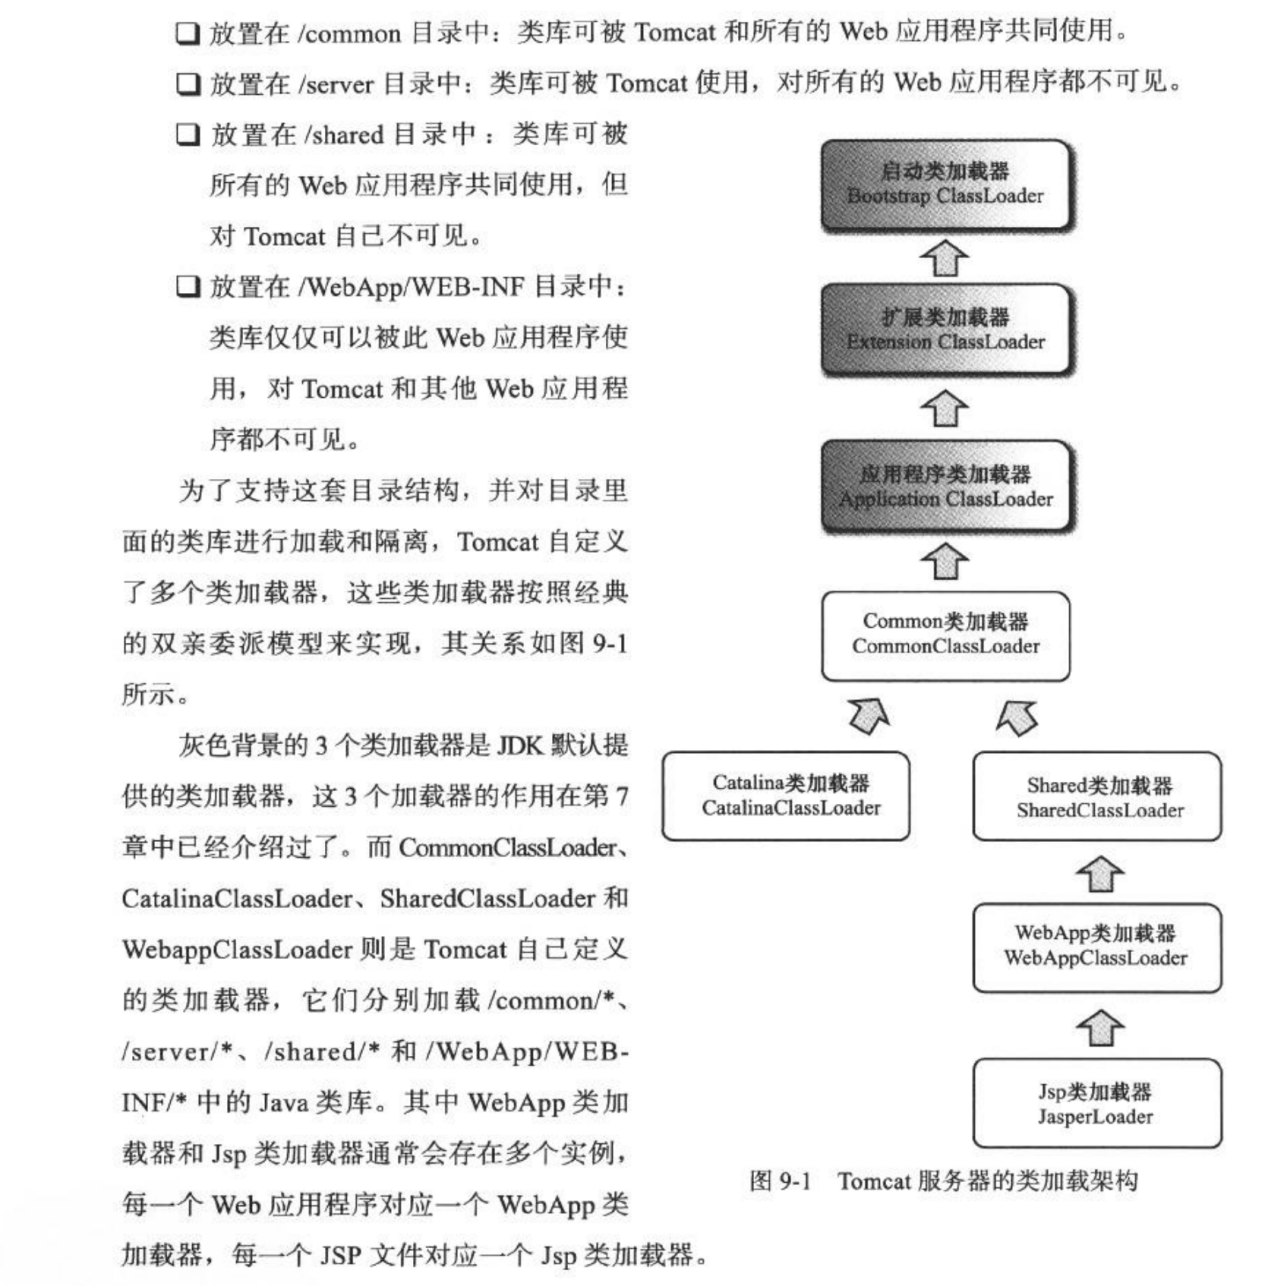 ❑ 放置在 /common 目录中：类库可被 Tomcat 和所有的 Web 应用程序共同使用。
❑ 放置在 /server 目录中：类库可被 Tomcat 使用，对所有的 Web 应用程序都不可见。
❑ 放置在 /shared 目录中：类库可被
所有的 Web 应用程序共同使用，但
对 Tomcat 自己不可见。
❑ 放置在 /WebApp/WEB-INF 目录中：
类库仅仅可以被此 Web 应用程序使
用，对 Tomcat 和其他 Web 应用程
序都不可见。
为了支持这套目录结构，并对目录里
面的类库进行加载和隔离，Tomcat 自定义
了多个类加载器，这些类加载器按照经典
的双亲委派模型来实现，其关系如图 9-1
所示。
灰色背景的 3 个类加载器是 JDK 默认提
供的类加载器，这 3 个加载器的作用在第 7
章中已经介绍过了。而 CommonClassLoader、
CatalinaClassLoader、SharedClassLoader 和
WebappClassLoader 则是 Tomcat 自己定义
的类加载器，它们分别加载 /common/*、
/server/*、/shared/* 和 /WebApp/WEB-
INF/* 中的 Java 类库。其中 WebApp 类加
载器和 Jsp 类加载器通常会存在多个实例，
每一个 Web 应用程序对应一个 WebApp 类
加载器，每一个 JSP 文件对应一个 Jsp 类加载器。
启动类加载器
Bootstrap ClassLoader
扩展类加载器
Extension ClassLoader
应用程序类加载器
Application ClassLoader
Common类加载器
CommonClassLoader
Catalina类加载器
CatalinaClassLoader
Shared类加载器
SharedClassLoader
WebApp类加载器
WebAppClassLoader
Jsp类加载器
JasperLoader
图 9-1 Tomcat 服务器的类加载架构